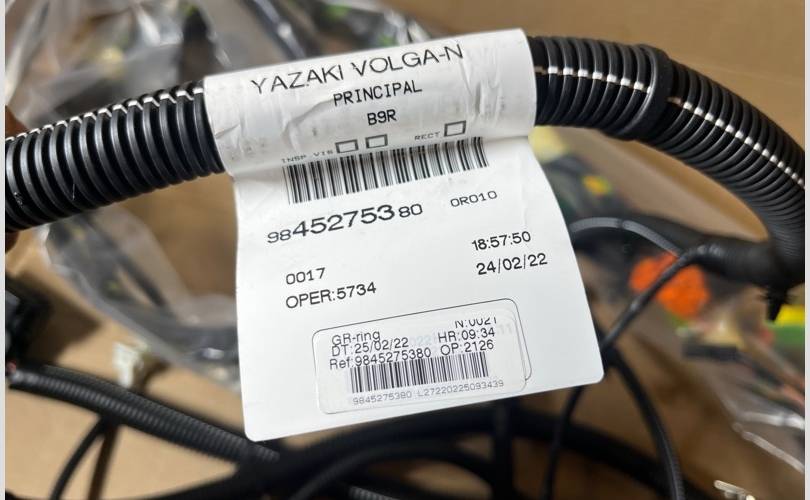 YAZAKI VOLGA-N
PRINCIPAL
B9R
INSP VIS RECT
9845275380 0R010
0017 18:57:50
OPER:5734 24/02/22
GR-ring N:0021
DT:25/02/22 HR:09:34
Ref:9845275380 OP:2126
9845275380 L27220225093439